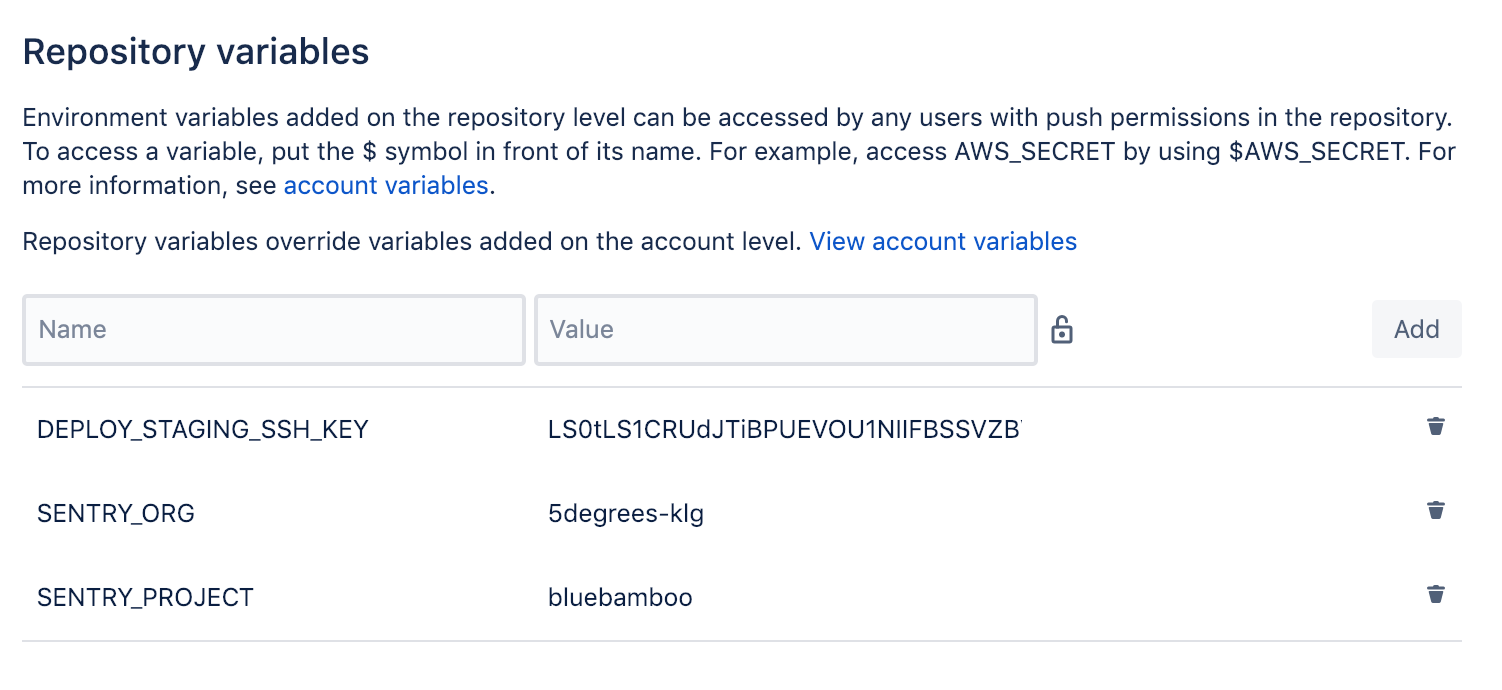 Repository variables
Environment variables added on the repository level can be accessed by any users with push permissions in the repository.
To access a variable, put the $ symbol in front of its name. For example, access AWS_SECRET by using $AWS_SECRET. For
more information, see account variables.
Repository variables override variables added on the account level. View account variables
Name Value Add
DEPLOY_STAGING_SSH_KEY LS0tLS1CRUdJTiBPUEVOU1NIIFBSSVZB
SENTRY_ORG 5degrees-klg
SENTRY_PROJECT bluebamboo